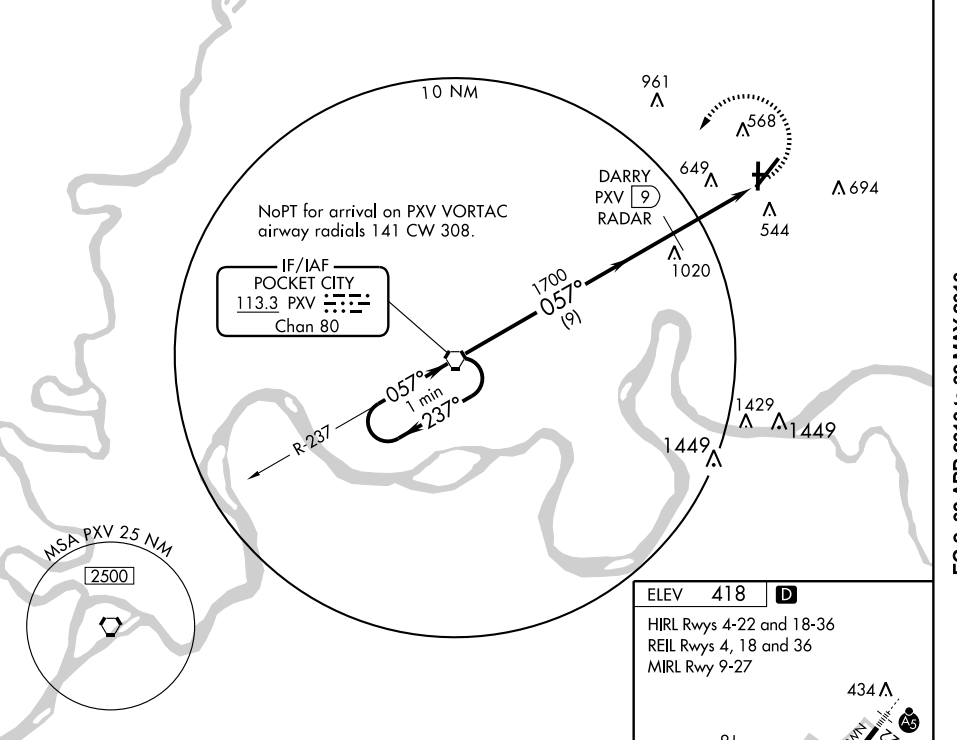 961
10 NM
568
DARRY
PXV 9
RADAR
649
694
544
NoPT for arrival on PXV VORTAC
airway radials 141 CW 308.
1020
IF/IAF
POCKET CITY
113.3 PXV
Chan 80
1700
057°
(9)
057°
1 min
237°
R-237
1429
1449
1449
MSA PXV 25 NM
2500
ELEV 418 D
HIRL Rwys 4-22 and 18-36
REIL Rwys 4, 18 and 36
MIRL Rwy 9-27
434
A5